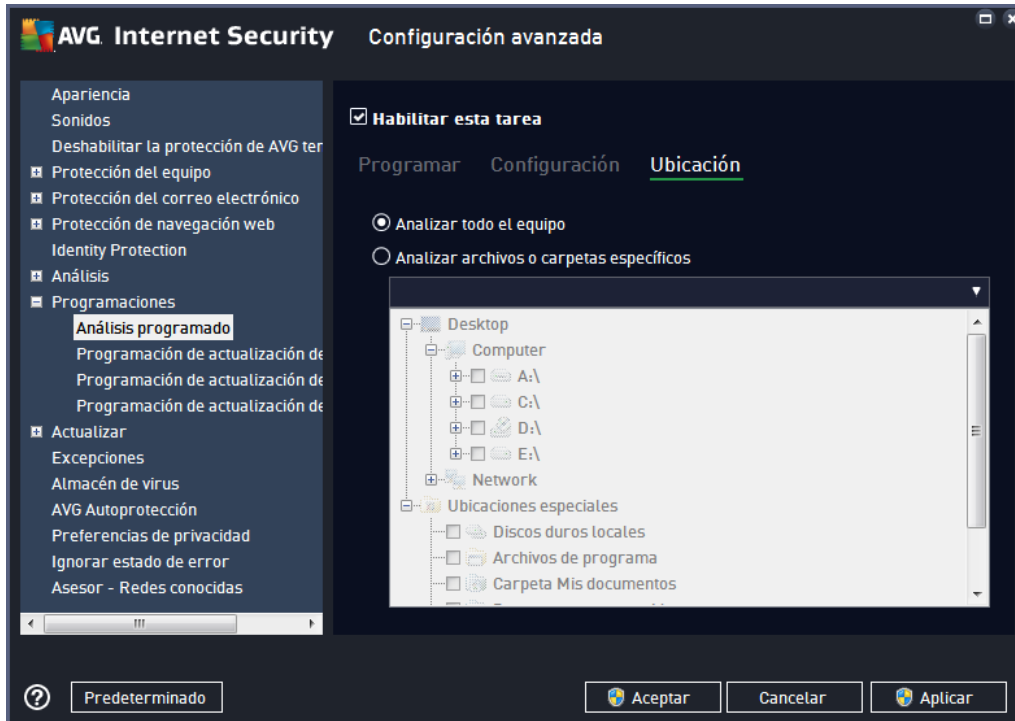 AVG. Internet Security
Configuración avanzada
Apariencia
Sonidos
Deshabilitar la protección de AVG ter
Protección del equipo
Protección del correo electrónico
Protección de navegación web
Identity Protection
Análisis
Programaciones
Análisis programado
Programación de actualización de
Programación de actualización de
Programación de actualización de
Actualizar
Excepciones
Almacén de virus
AVG Autoprotección
Preferencias de privacidad
Ignorar estado de error
Asesor - Redes conocidas
Habilitar esta tarea
Programar Configuración Ubicación
Analizar todo el equipo
Analizar archivos o carpetas específicos
Desktop
Computer
A:\
C:\
D:\
E:\
Network
Ubicaciones especiales
Discos duros locales
Archivos de programa
Carpeta Mis documentos
? Predeterminado Aceptar Cancelar Aplicar